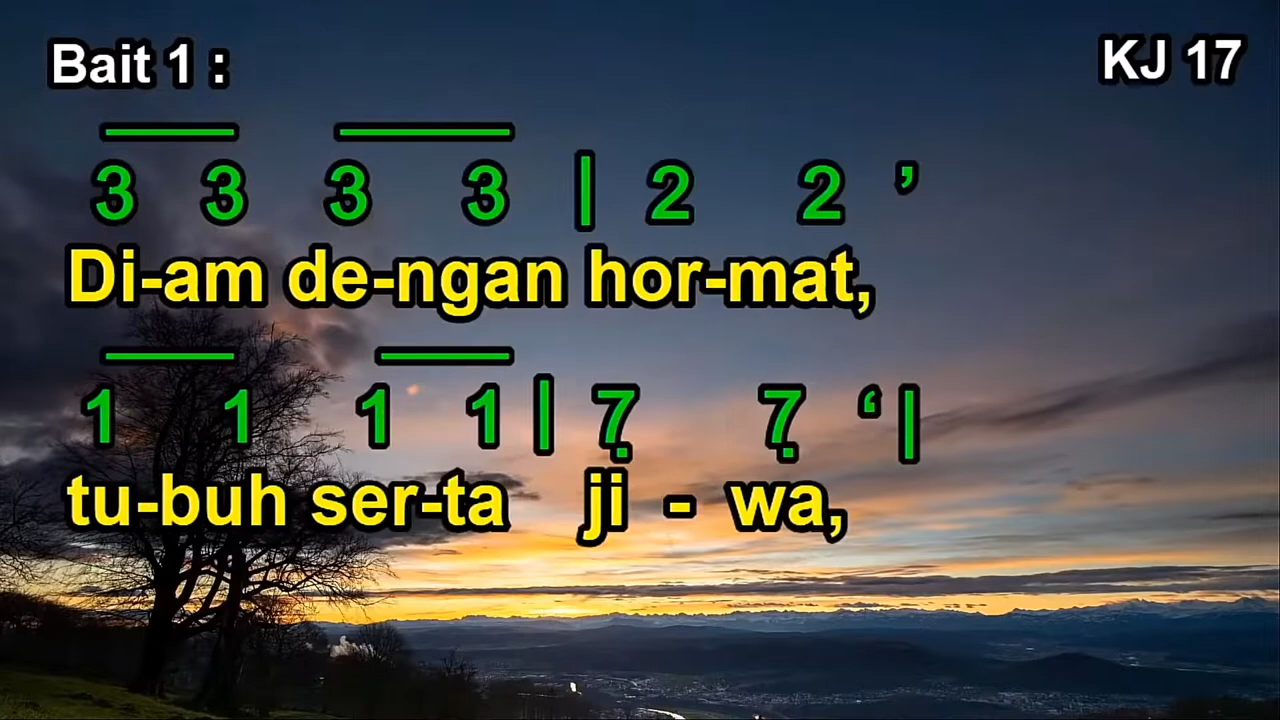 Bait 1 :
KJ 17
3 3 3 3 | 2 2 ’
Di-am de-ngan hor-mat,
1 1 1 1 | 7̣ 7̣ ‘ |
tu-buh ser-ta ji - wa,